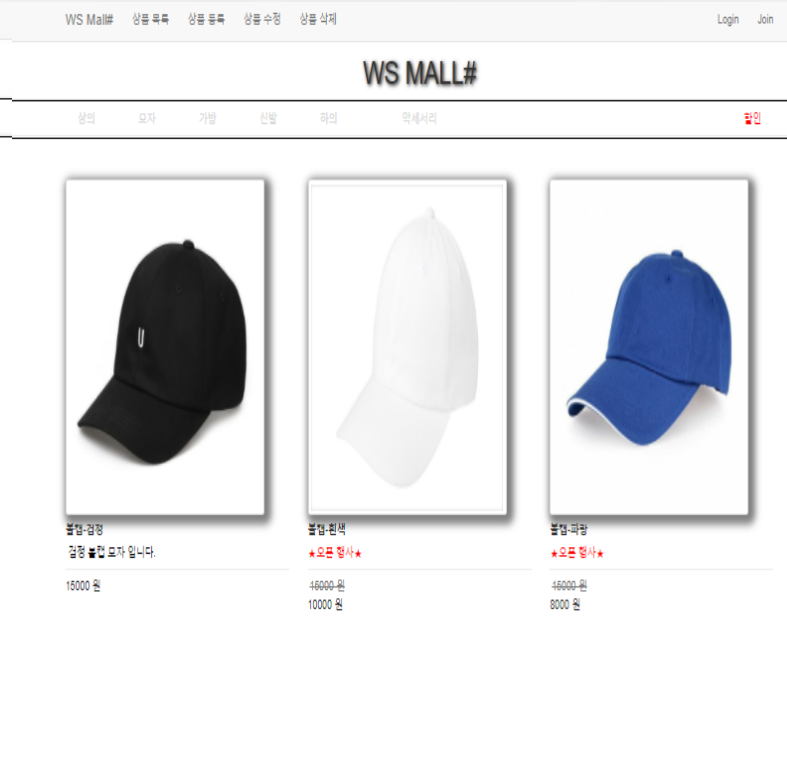 WS Mall# 상품 목록 상품 등록 상품 수정 상품 삭제 Login Join
WS MALL#
상의 모자 가방 신발 하의 악세서리 할인
U
볼캡-검정 볼캡-흰색 볼캡-파랑
검정 볼캡 모자 입니다. ★오픈 행사★ ★오픈 행사★
15000 원 15000 원 15000 원
10000 원 8000 원